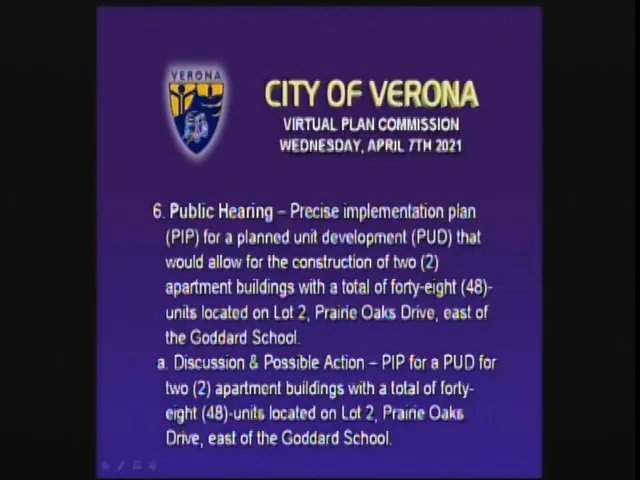 VERONA
CITY OF VERONA
VIRTUAL PLAN COMMISSION
WEDNESDAY, APRIL 7TH 2021
6. Public Hearing – Precise implementation plan
(PIP) for a planned unit development (PUD) that
would allow for the construction of two (2)
apartment buildings with a total of forty-eight (48)-
units located on Lot 2, Prairie Oaks Drive, east of
the Goddard School.
a. Discussion & Possible Action – PIP for a PUD for
two (2) apartment buildings with a total of forty-
eight (48)-units located on Lot 2, Prairie Oaks
Drive, east of the Goddard School.